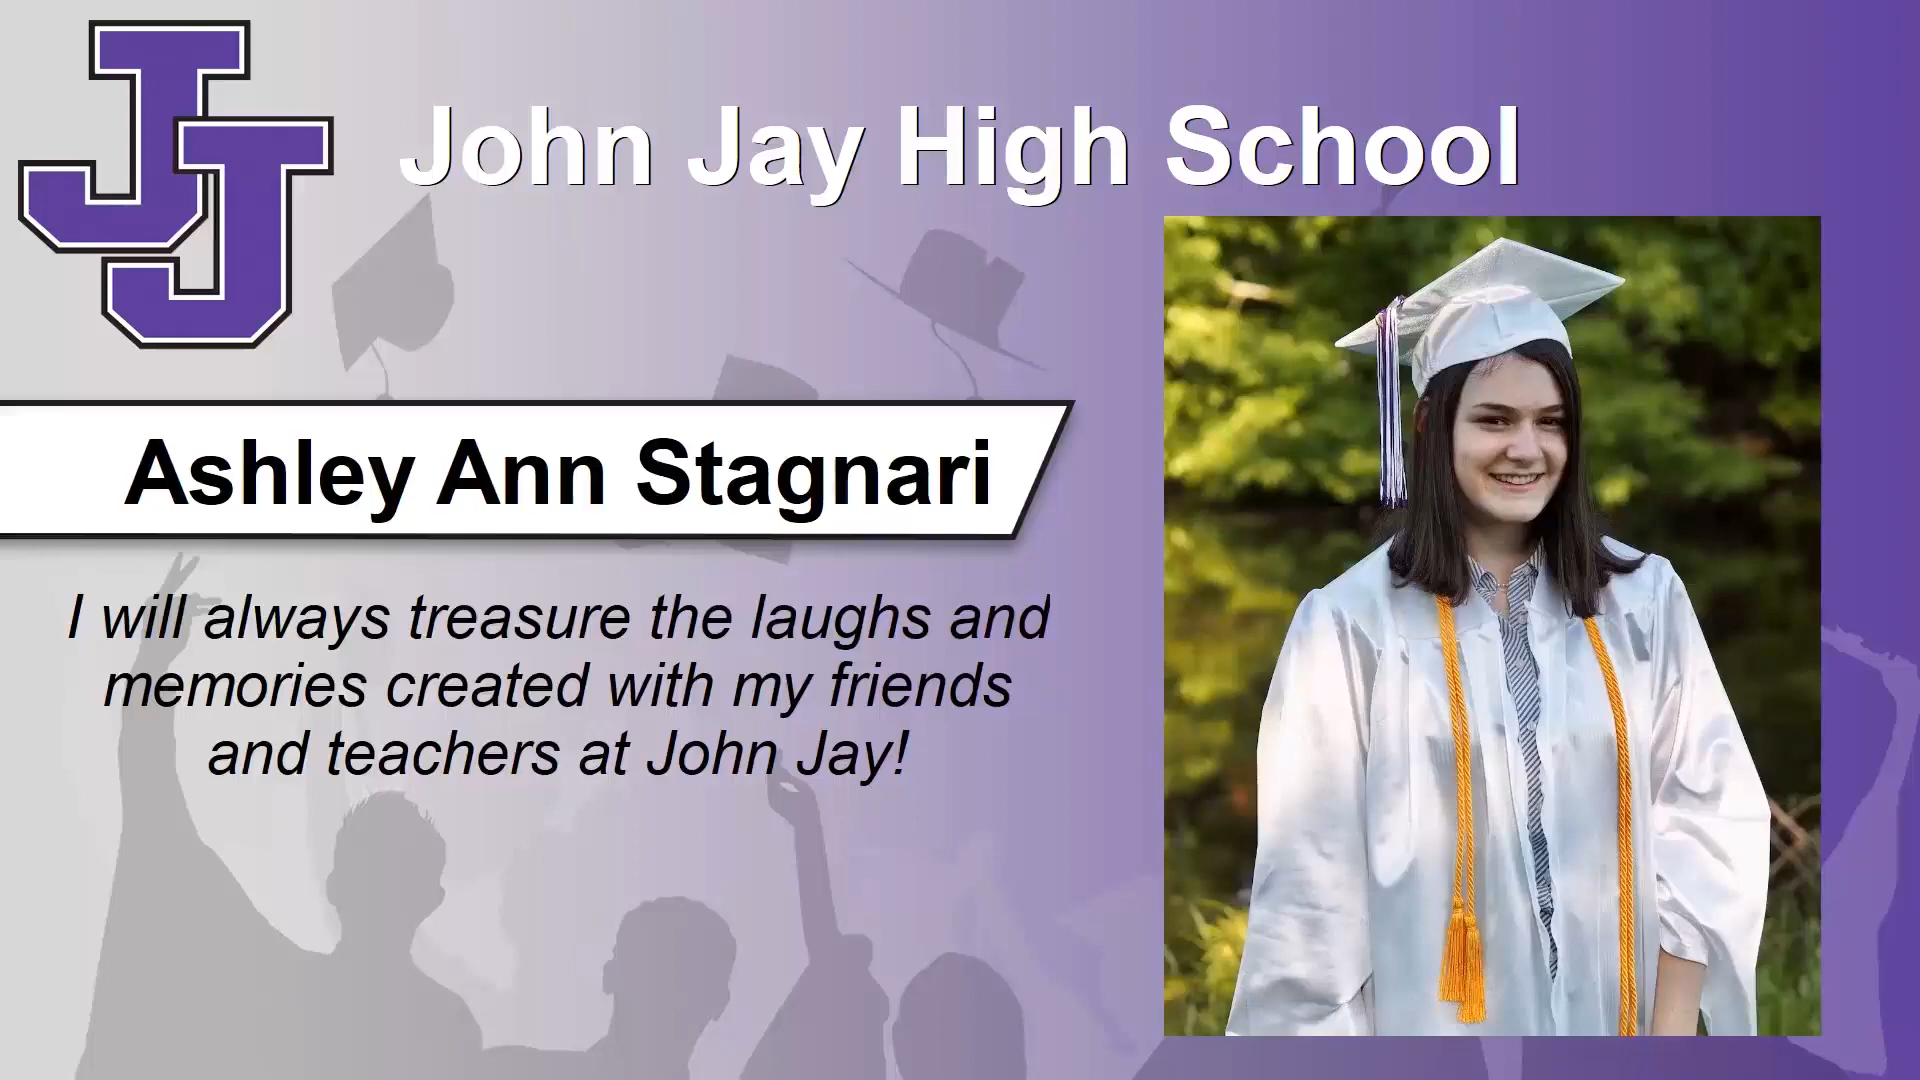 JJ
John Jay High School
Ashley Ann Stagnari
I will always treasure the laughs and
memories created with my friends
and teachers at John Jay!